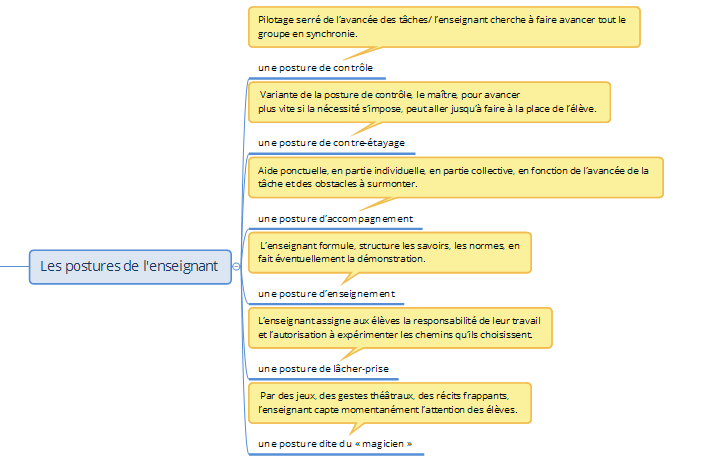 Pilotage serré de l'avancée des tâches/ l'enseignant cherche à faire avancer tout le
groupe en synchronie.
une posture de contrôle
Variante de la posture de contrôle, le maître, pour avancer
plus vite si la nécessité s'impose, peut aller jusqu'à faire à la place de l'élève.
une posture de contre-étayage
Aide ponctuelle, en partie individuelle, en partie collective, en fonction de l'avancée de la
tâche et des obstacles à surmonter.
une posture d'accompagnement
L'enseignant formule, structure les savoirs, les normes, en
fait éventuellement la démonstration.
Les postures de l'enseignant
une posture d'enseignement
L'enseignant assigne aux élèves la responsabilité de leur travail
et l'autorisation à expérimenter les chemins qu'ils choisissent.
une posture de lâcher-prise
Par des jeux, des gestes théâtraux, des récits frappants,
l'enseignant capte momentanément l'attention des élèves.
une posture dite du « magicien »